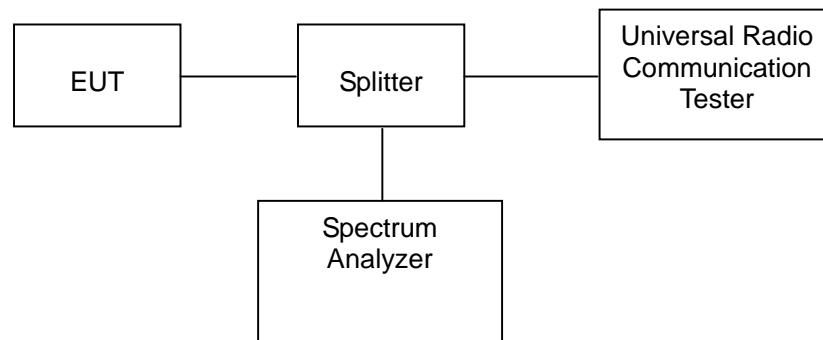 EUT
Splitter
Universal Radio
Communication
Tester
Spectrum
Analyzer